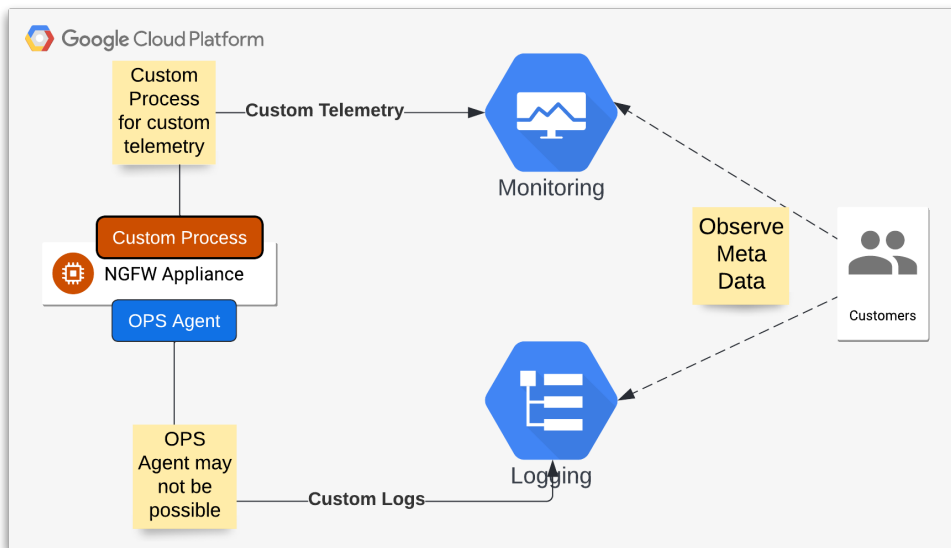 Google Cloud Platform
Custom
Process
for custom
telemetry
Custom Telemetry
Monitoring
Custom Process
NGFW Appliance
OPS Agent
Observe
Meta
Data
Customers
OPS
Agent may
not be
possible
Custom Logs
Logging